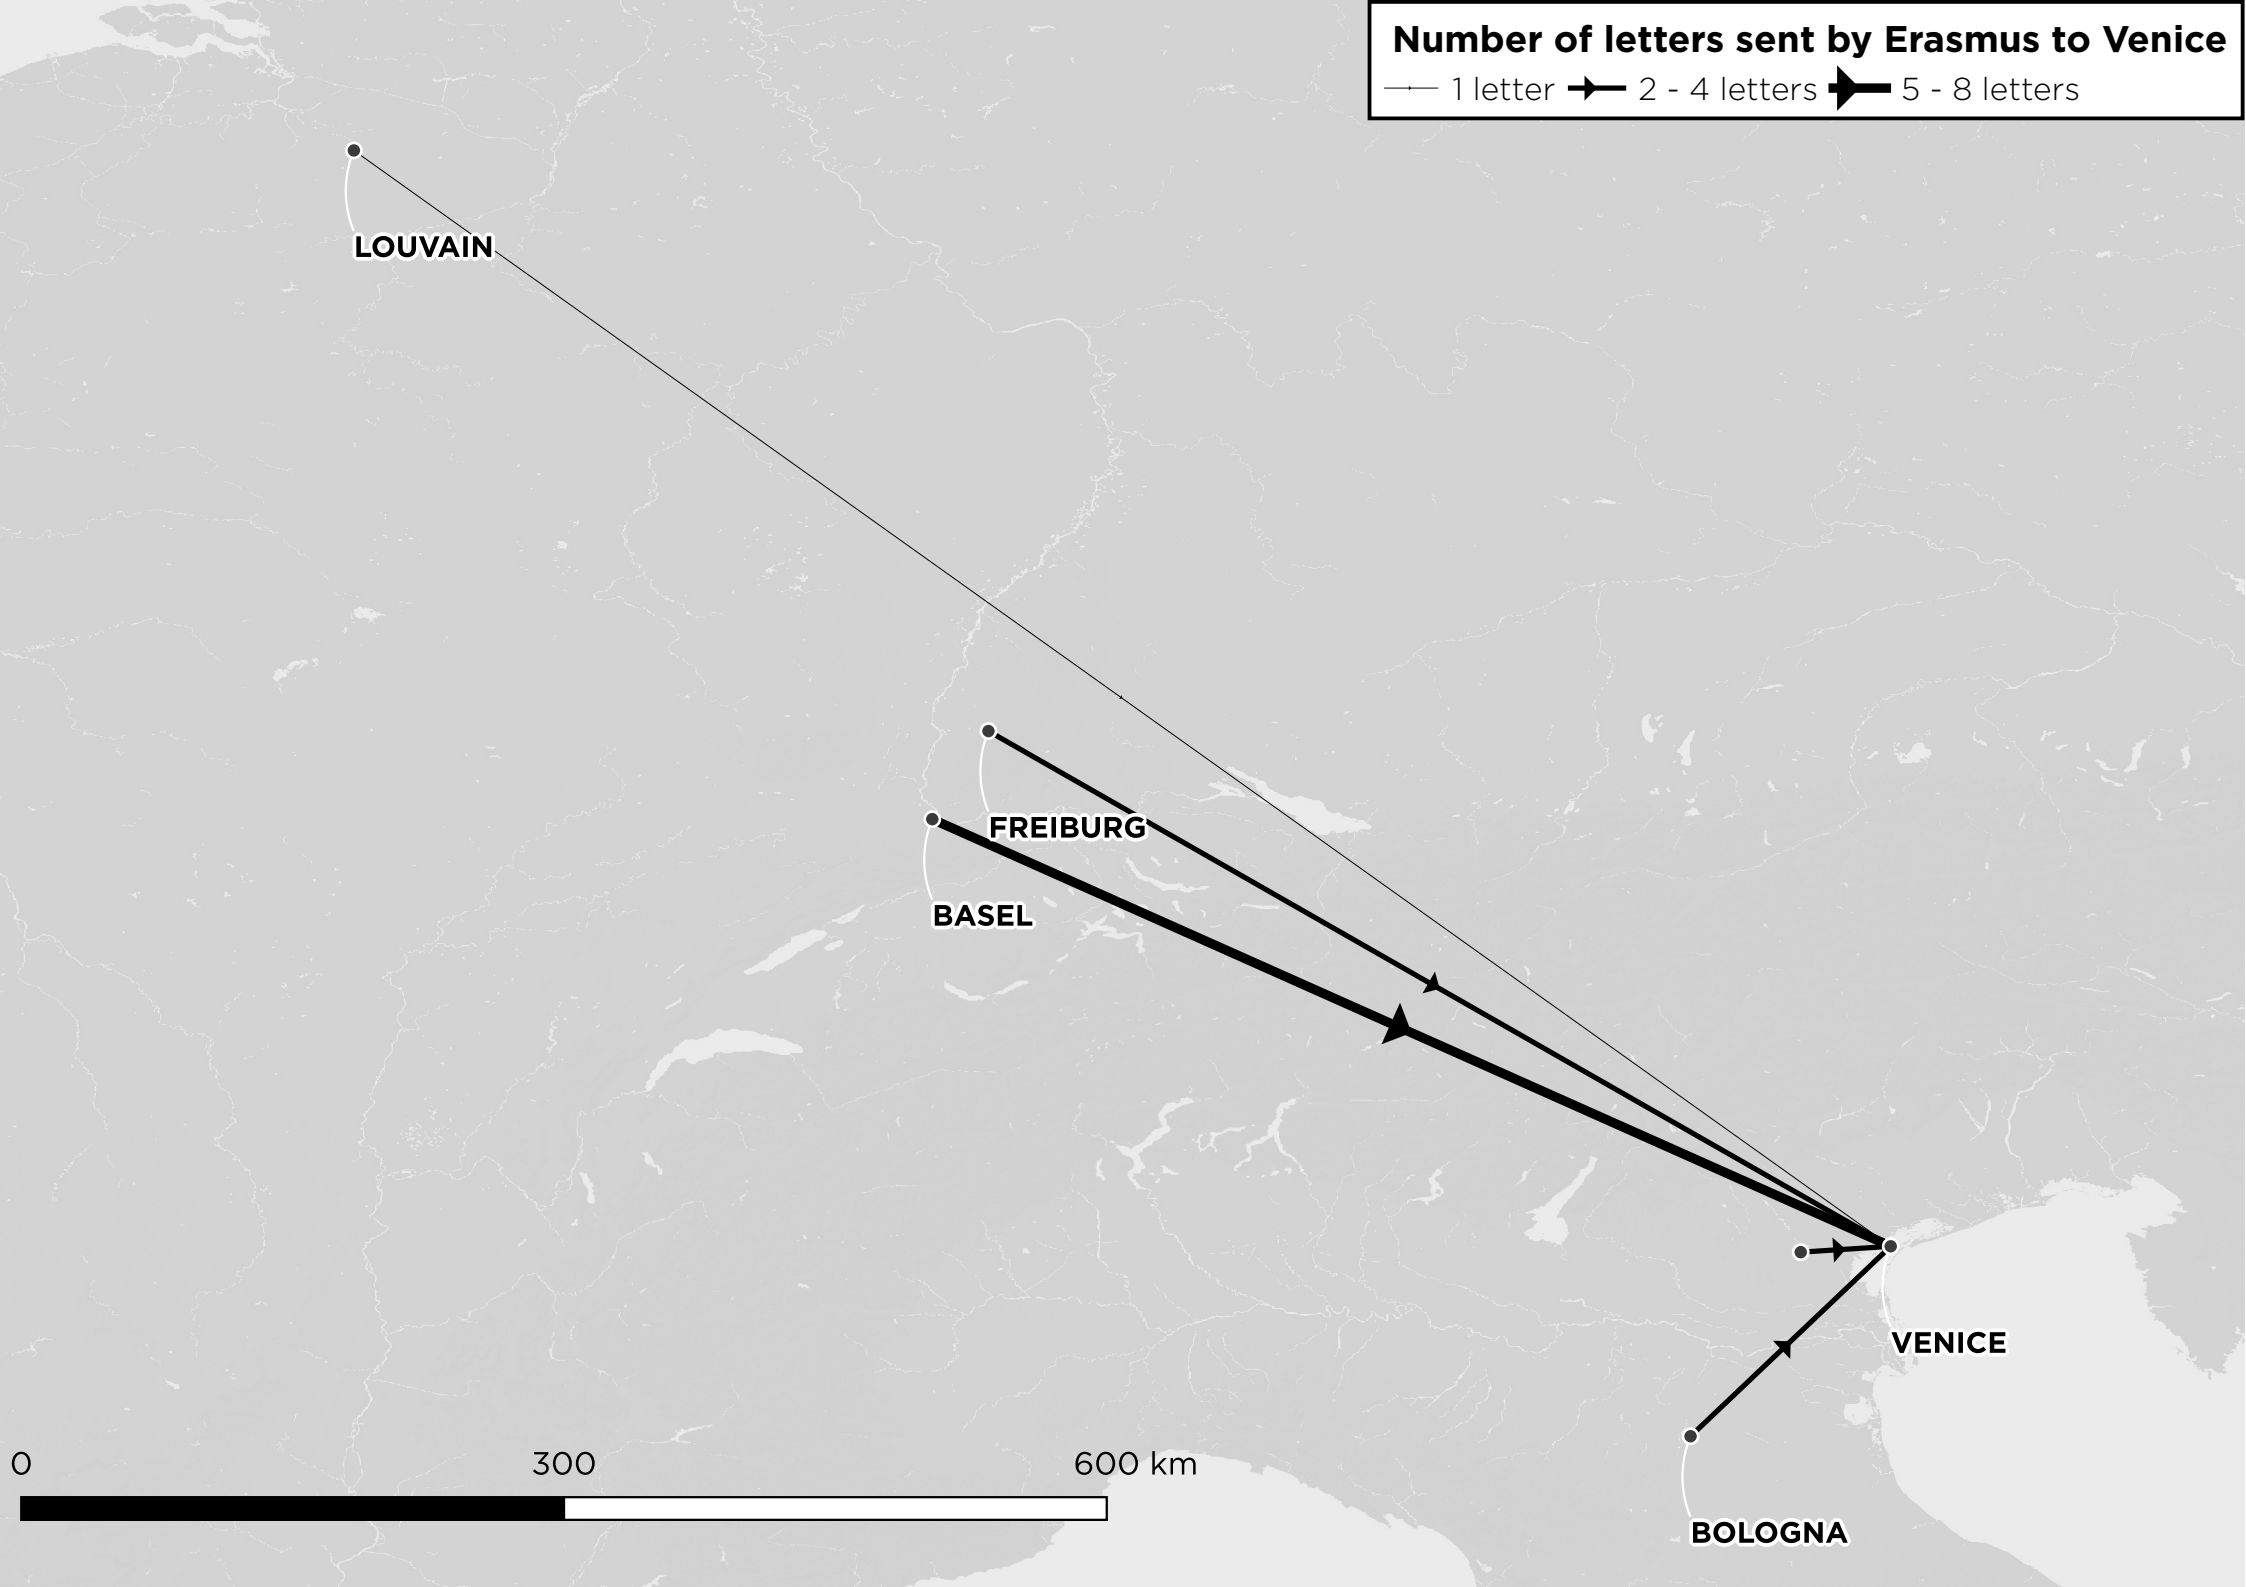 Number of letters sent by Erasmus to Venice
1 letter 2 - 4 letters 5 - 8 letters
LOUVAIN
FREIBURG
BASEL
VENICE
0 300 600 km
BOLOGNA